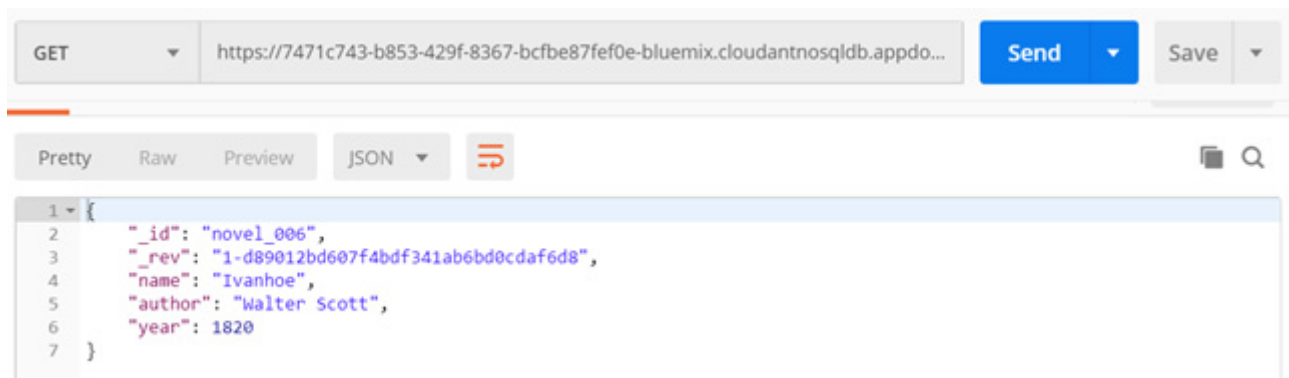 GET https://7471c743-b853-429f-8367-bcfbe87fef0e-bluemix.cloudantnosqldb.appdo... Send Save
Pretty Raw Preview JSON
1 {
2 "_id": "novel_006",
3 "_rev": "1-d89012bd607f4bdf341ab6bd0cdaf6d8",
4 "name": "Ivanhoe",
5 "author": "Walter Scott",
6 "year": 1820
7 }